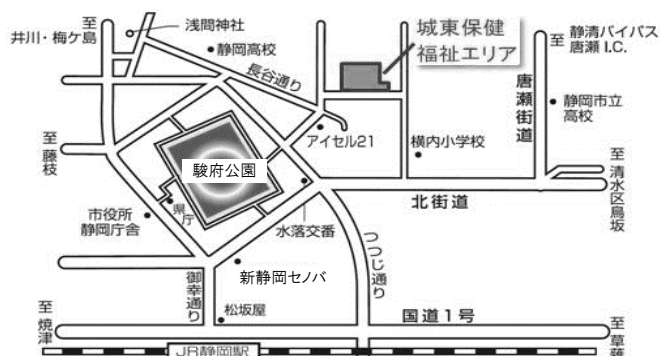 至
井川・梅ケ島
浅間神社
静岡高校
長谷通り
城東保健
福祉エリア
至
静清バイパス
唐瀬 I.C.
唐瀬街道
静岡市立
高校
アイセル21
横内小学校
至藤枝
駿府公園
至清水区鳥坂
北街道
県庁
市役所
静岡庁舎
水落交番
つつじ通り
新静岡セノバ
御幸通り
松坂屋
国道1号
至焼津
至草薙
JR静岡駅